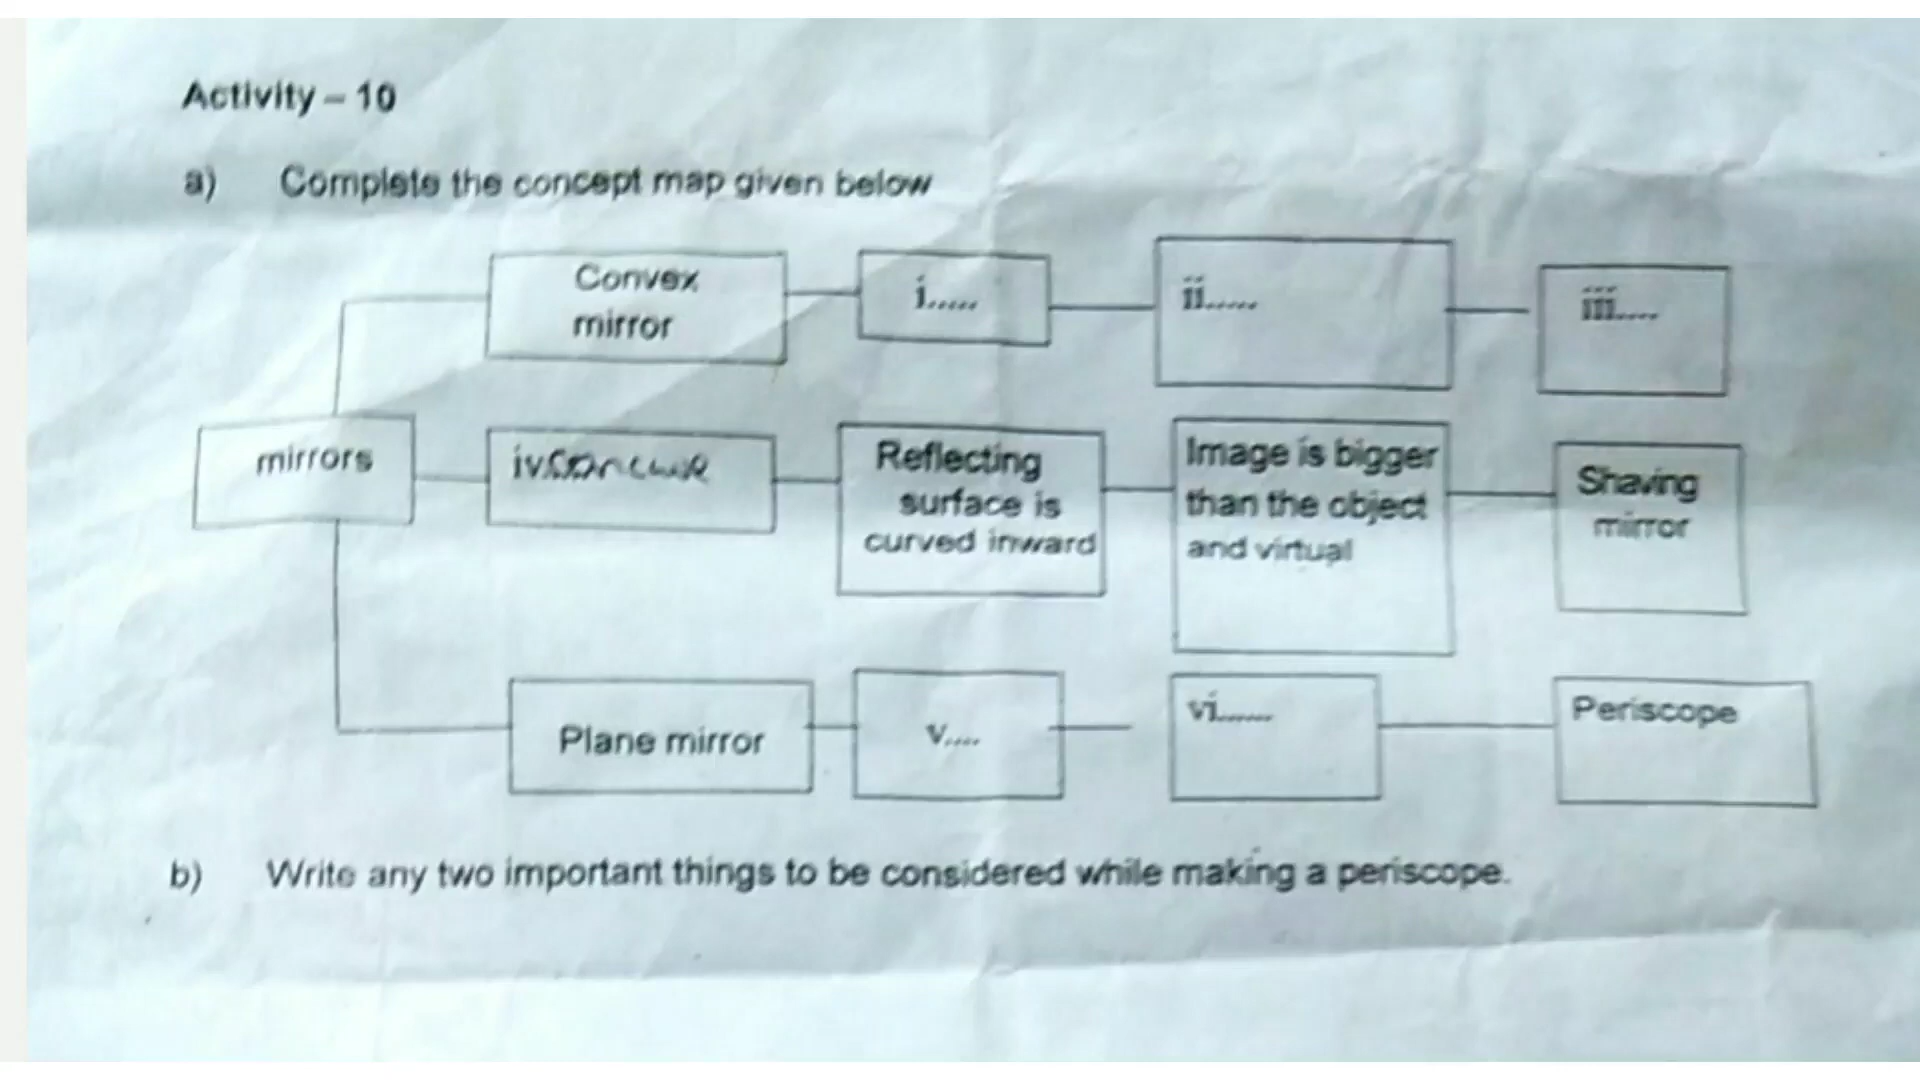 Activity – 10
a) Complete the concept map given below
Convex
mirror
i.....
ii......
iii....
mirrors
iv.
Reflecting
surface is
curved inward
Image is bigger
than the object
and virtual
Shaving
mirror
Plane mirror
v....
vi......
Periscope
b) Write any two important things to be considered while making a periscope.